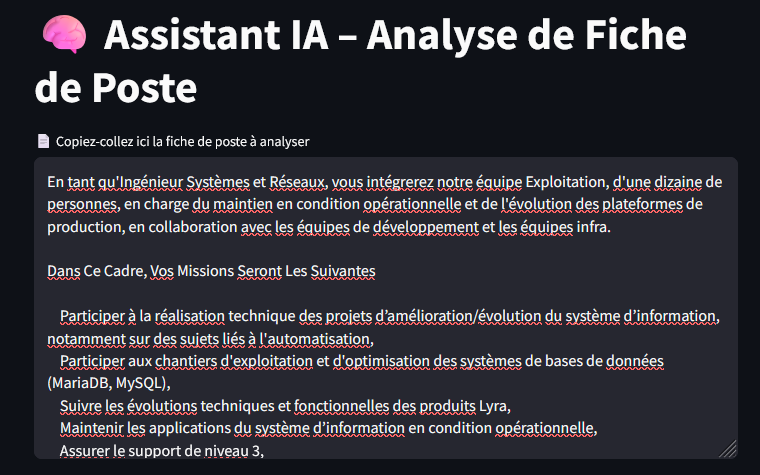 Assistant IA – Analyse de Fiche
de Poste
Copiez-collez ici la fiche de poste à analyser
En tant qu'Ingénieur Systèmes et Réseaux, vous intégrerez notre équipe Exploitation, d'une dizaine de
personnes, en charge du maintien en condition opérationnelle et de l'évolution des plateformes de
production, en collaboration avec les équipes de développement et les équipes infra.
Dans Ce Cadre, Vos Missions Seront Les Suivantes
Participer à la réalisation technique des projets d’amélioration/évolution du système d’information,
notamment sur des sujets liés à l'automatisation,
Participer aux chantiers d'exploitation et d'optimisation des systèmes de bases de données
(MariaDB, MySQL),
Suivre les évolutions techniques et fonctionnelles des produits Lyra,
Maintenir les applications du système d’information en condition opérationnelle,
Assurer le support de niveau 3,